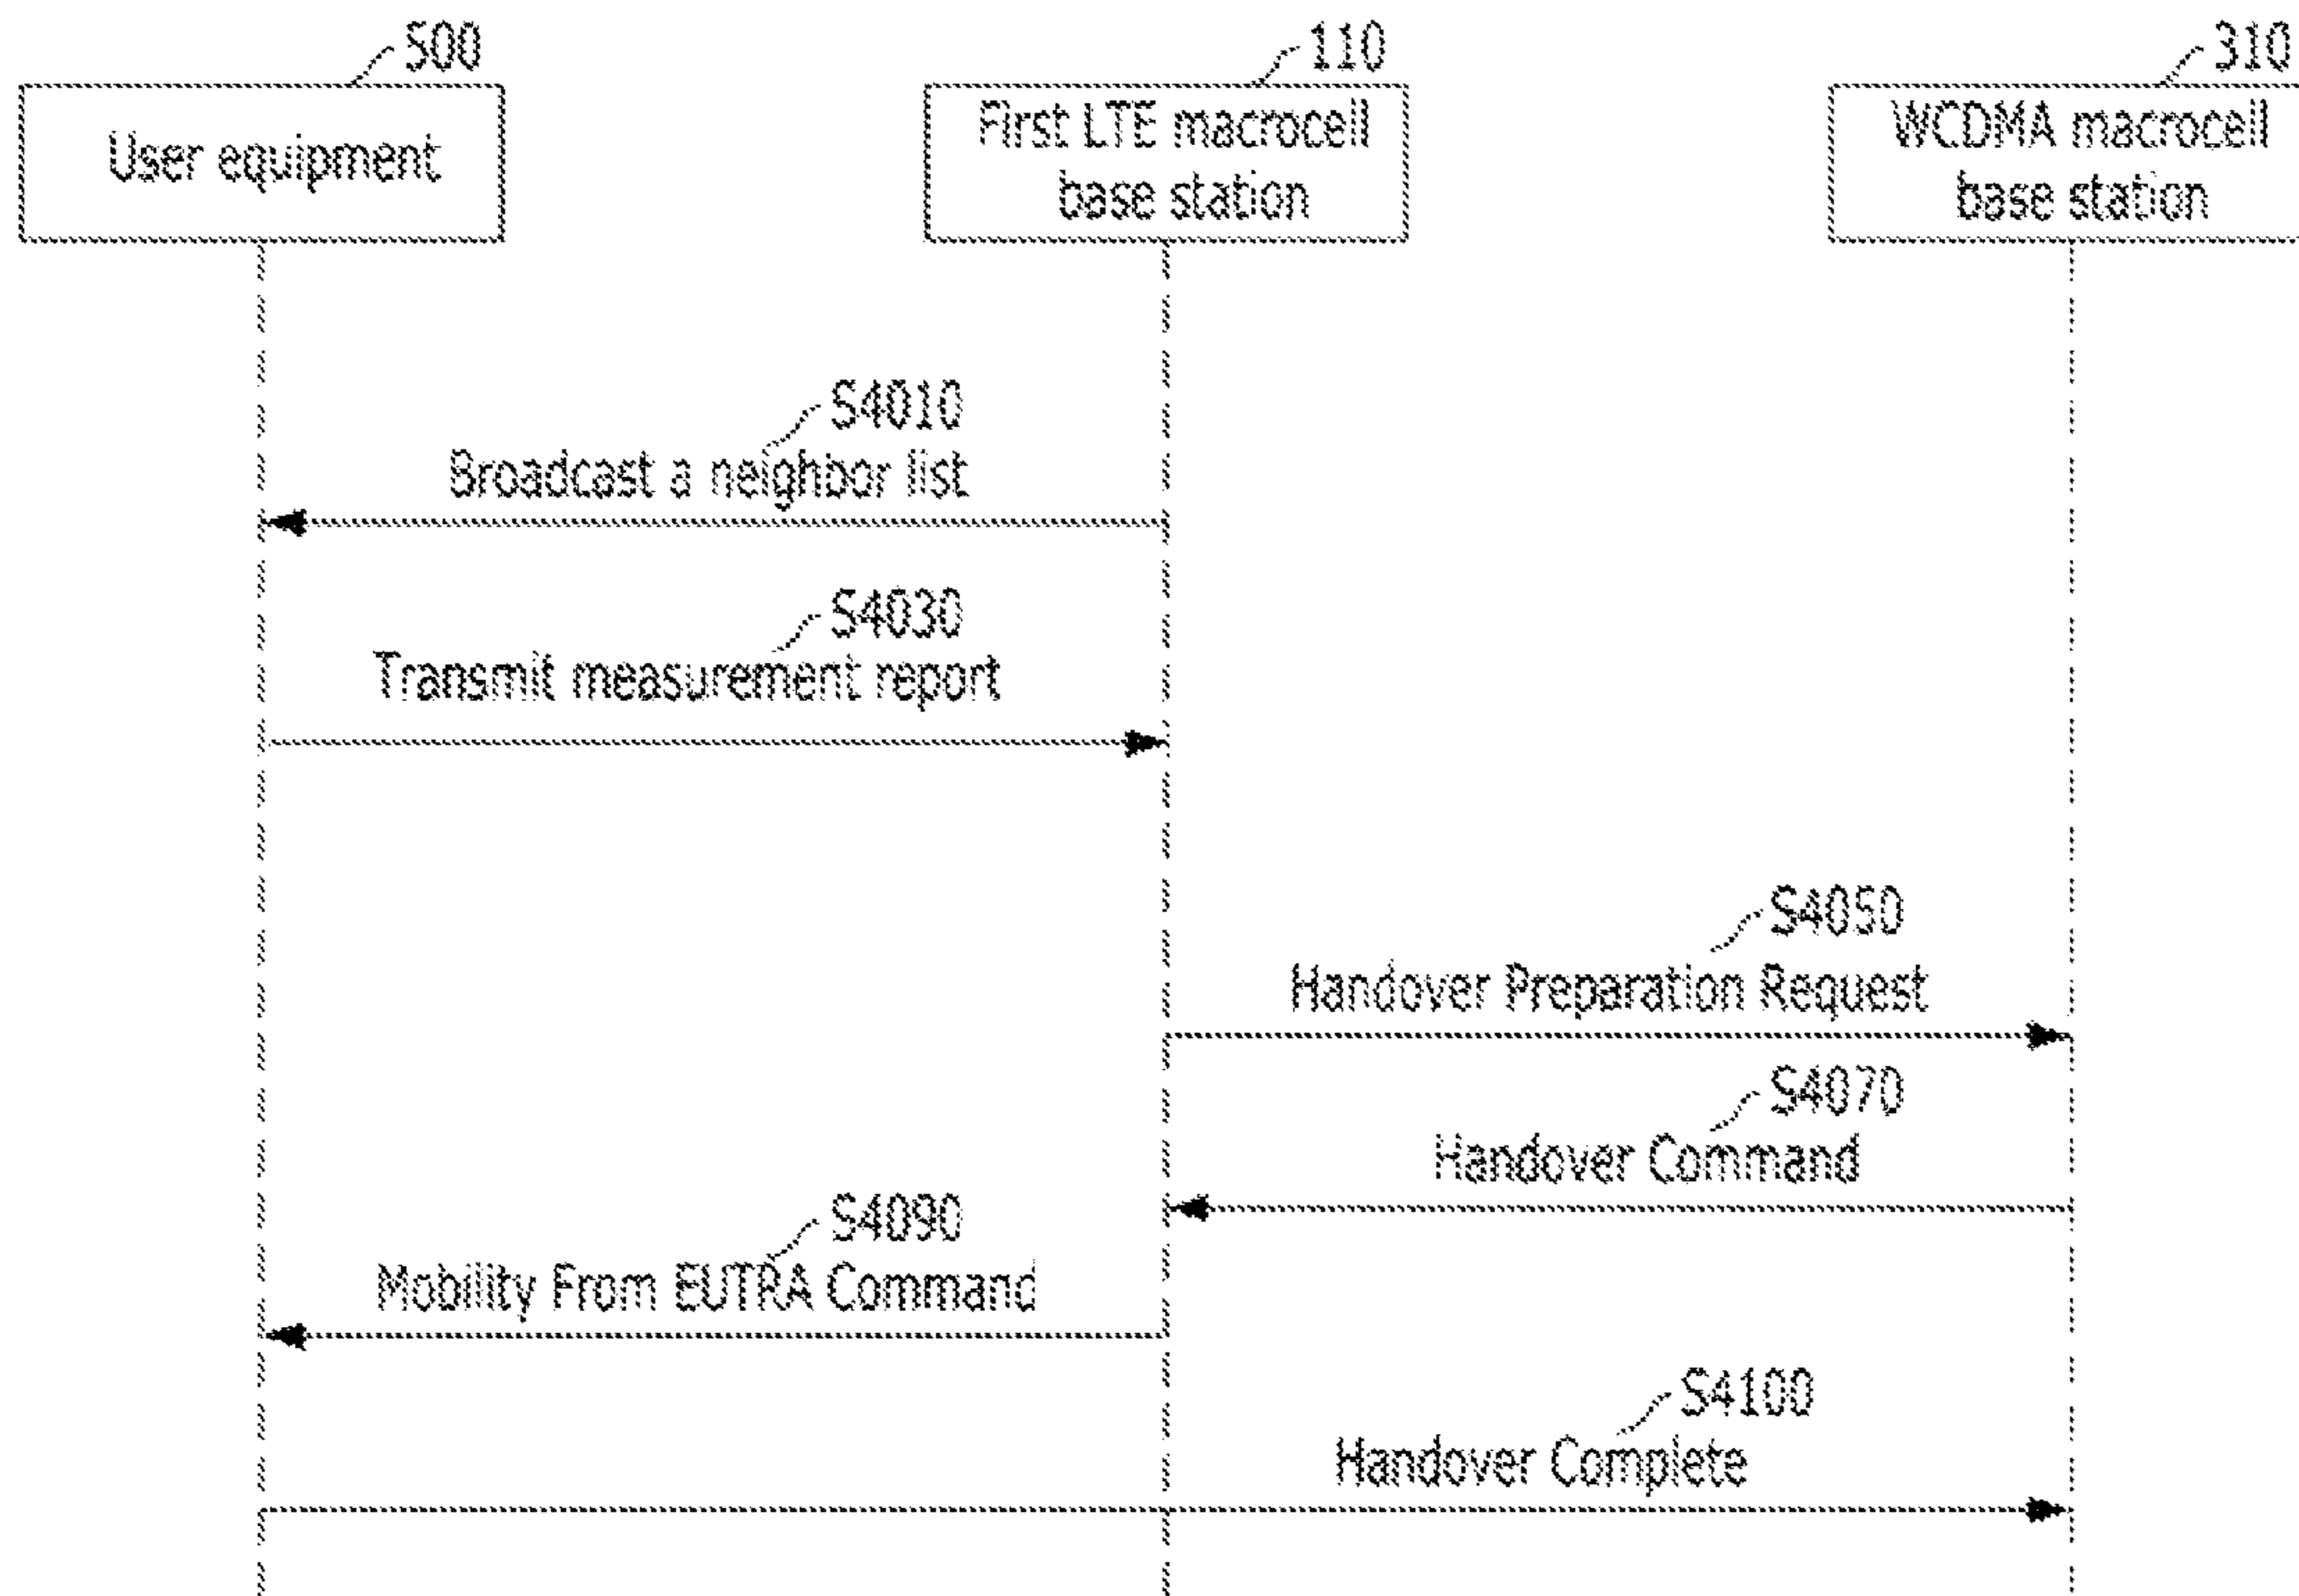 500
110
310
User equipment
First LTE macrocell
base station
WCDMA macrocell
base station
S4010
Broadcast a neighbor list
S4030
Transmit measurement report
S4050
Handover Preparation Request
S4070
Handover Command
S4090
Mobility From EUTRA Command
S4100
Handover Complete